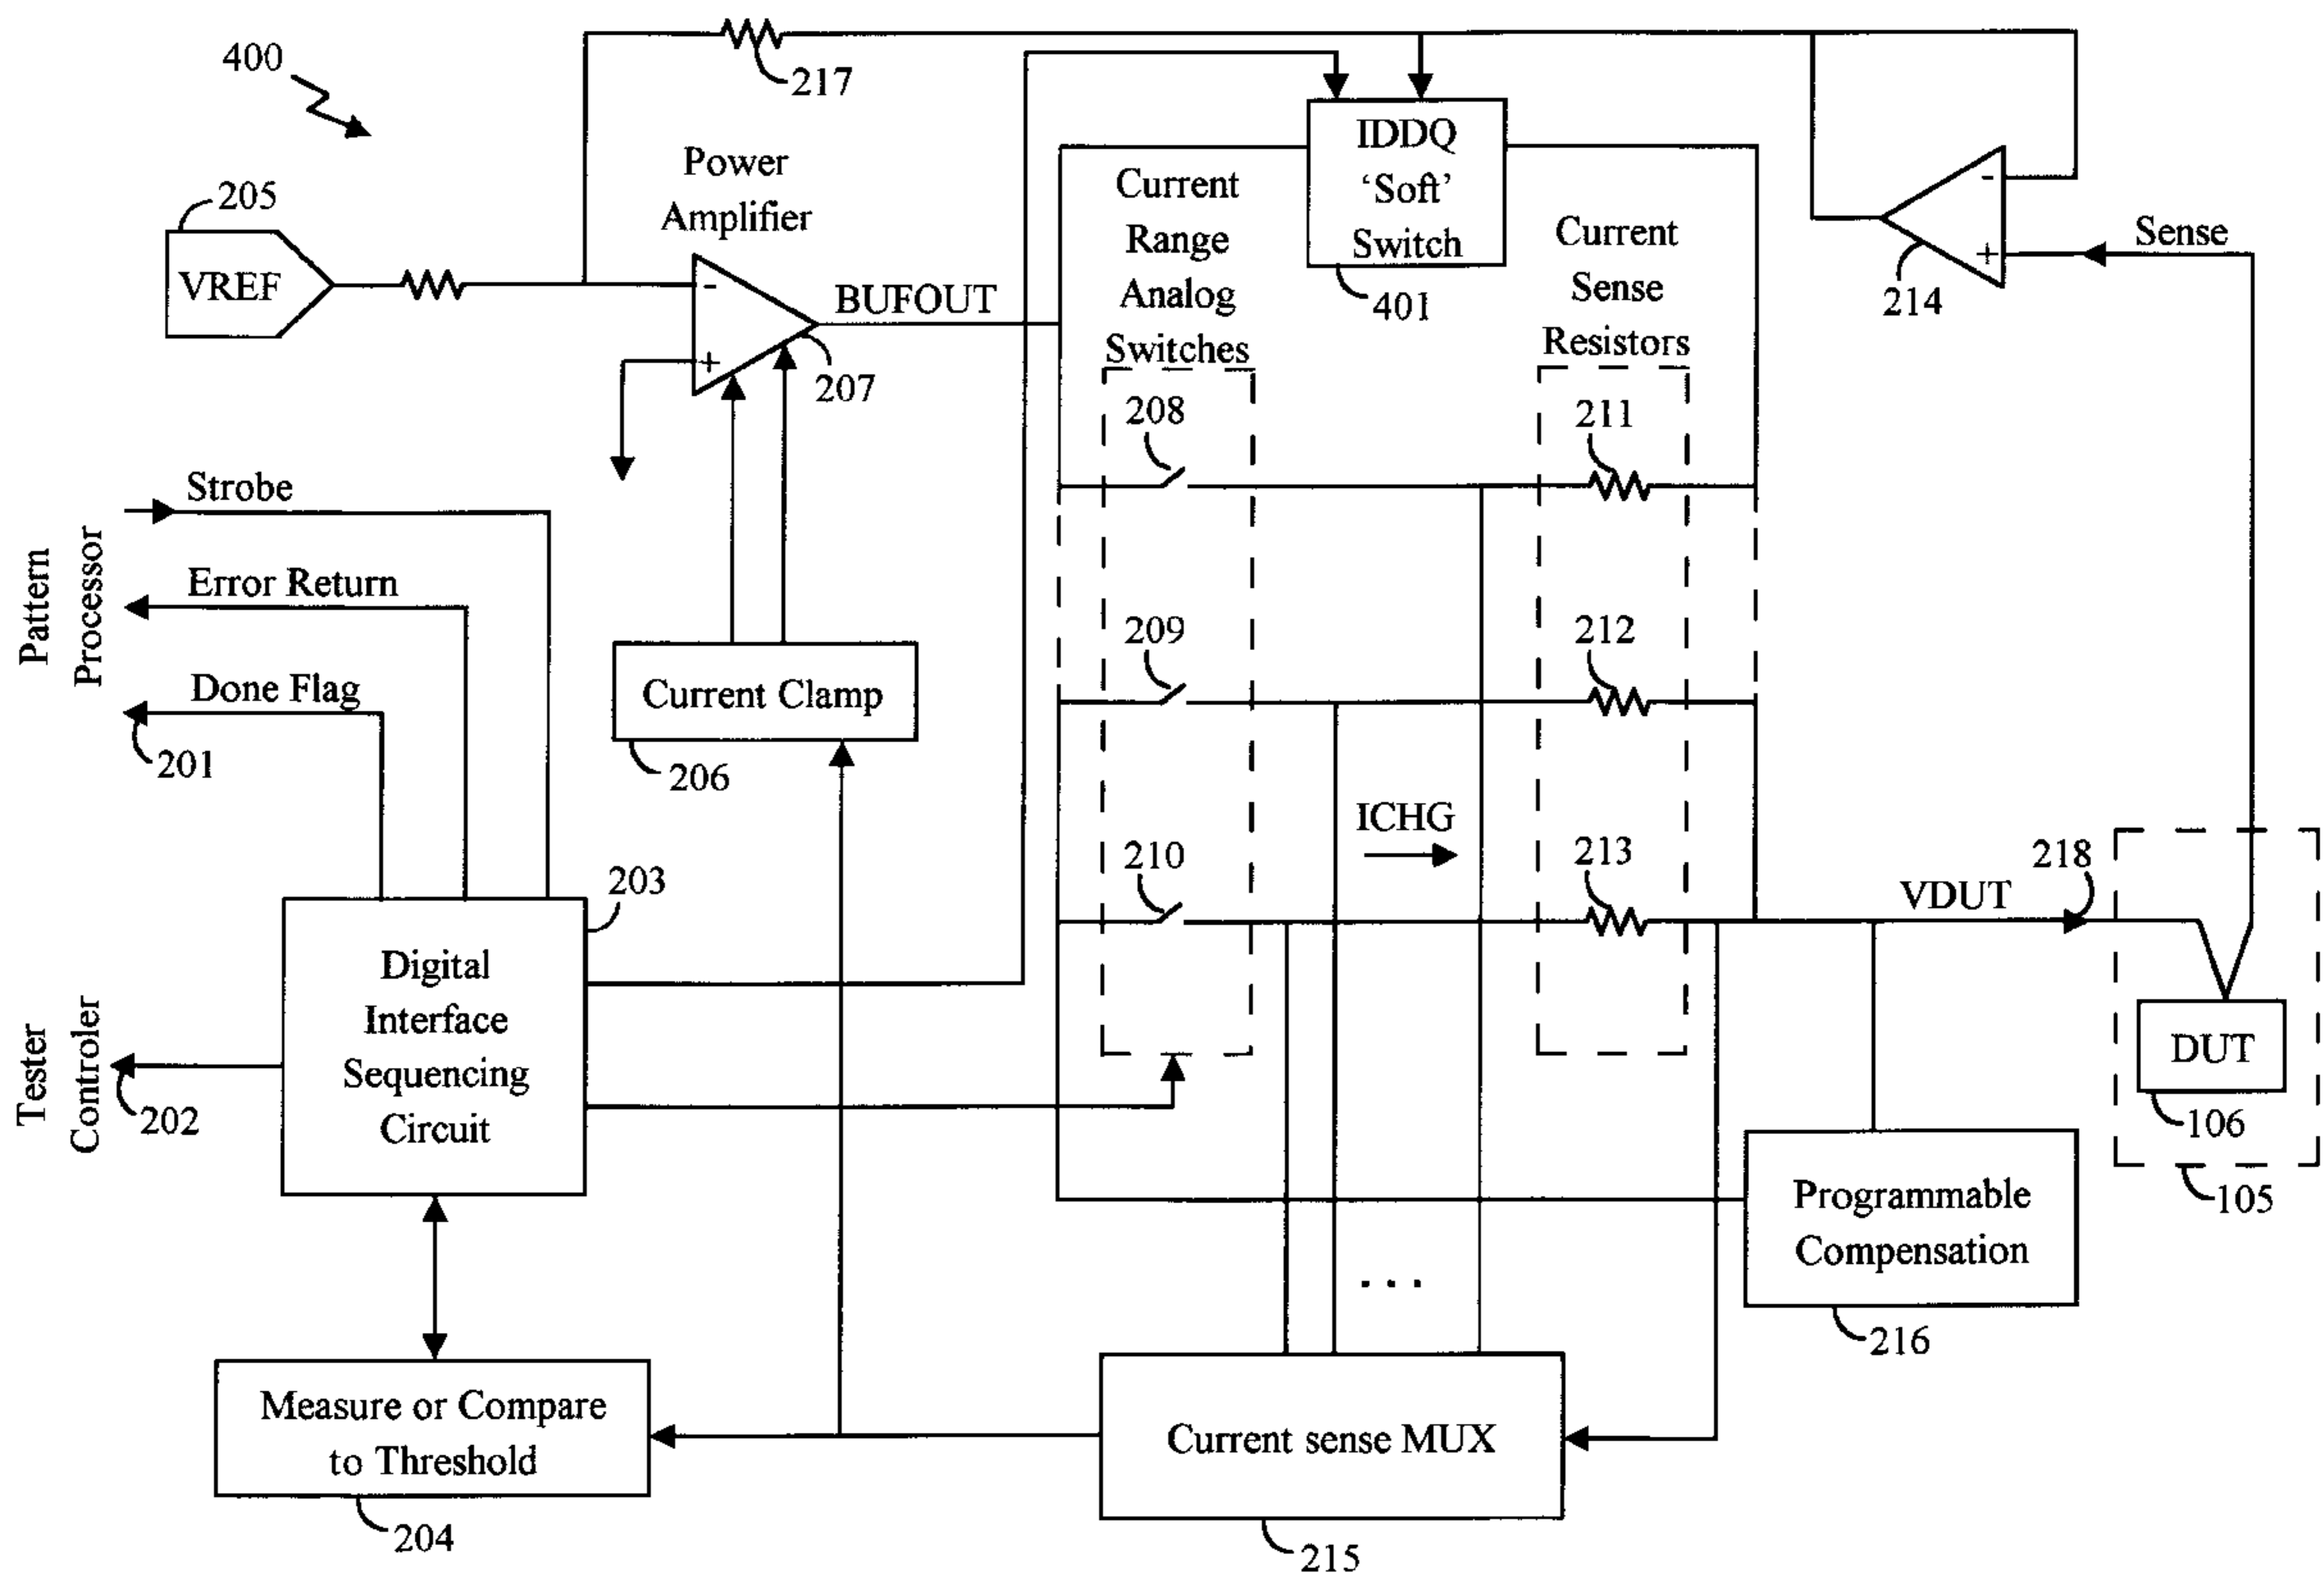 400
217
205
VREF
Power
Amplifier
-
+
BUFOUT
207
Current
Range
Analog
Switches
IDDQ
‘Soft’
Switch
401
Current
Sense
Resistors
-
+
Sense
214
208
211
209
212
ICHG
210
213
Pattern
Processor
Strobe
Error Return
Done Flag
201
Current Clamp
206
203
Digital
Interface
Sequencing
Circuit
Tester
Controler
202
VDUT
218
DUT
106
105
Programmable
Compensation
216
. . .
Measure or Compare
to Threshold
204
Current sense MUX
215